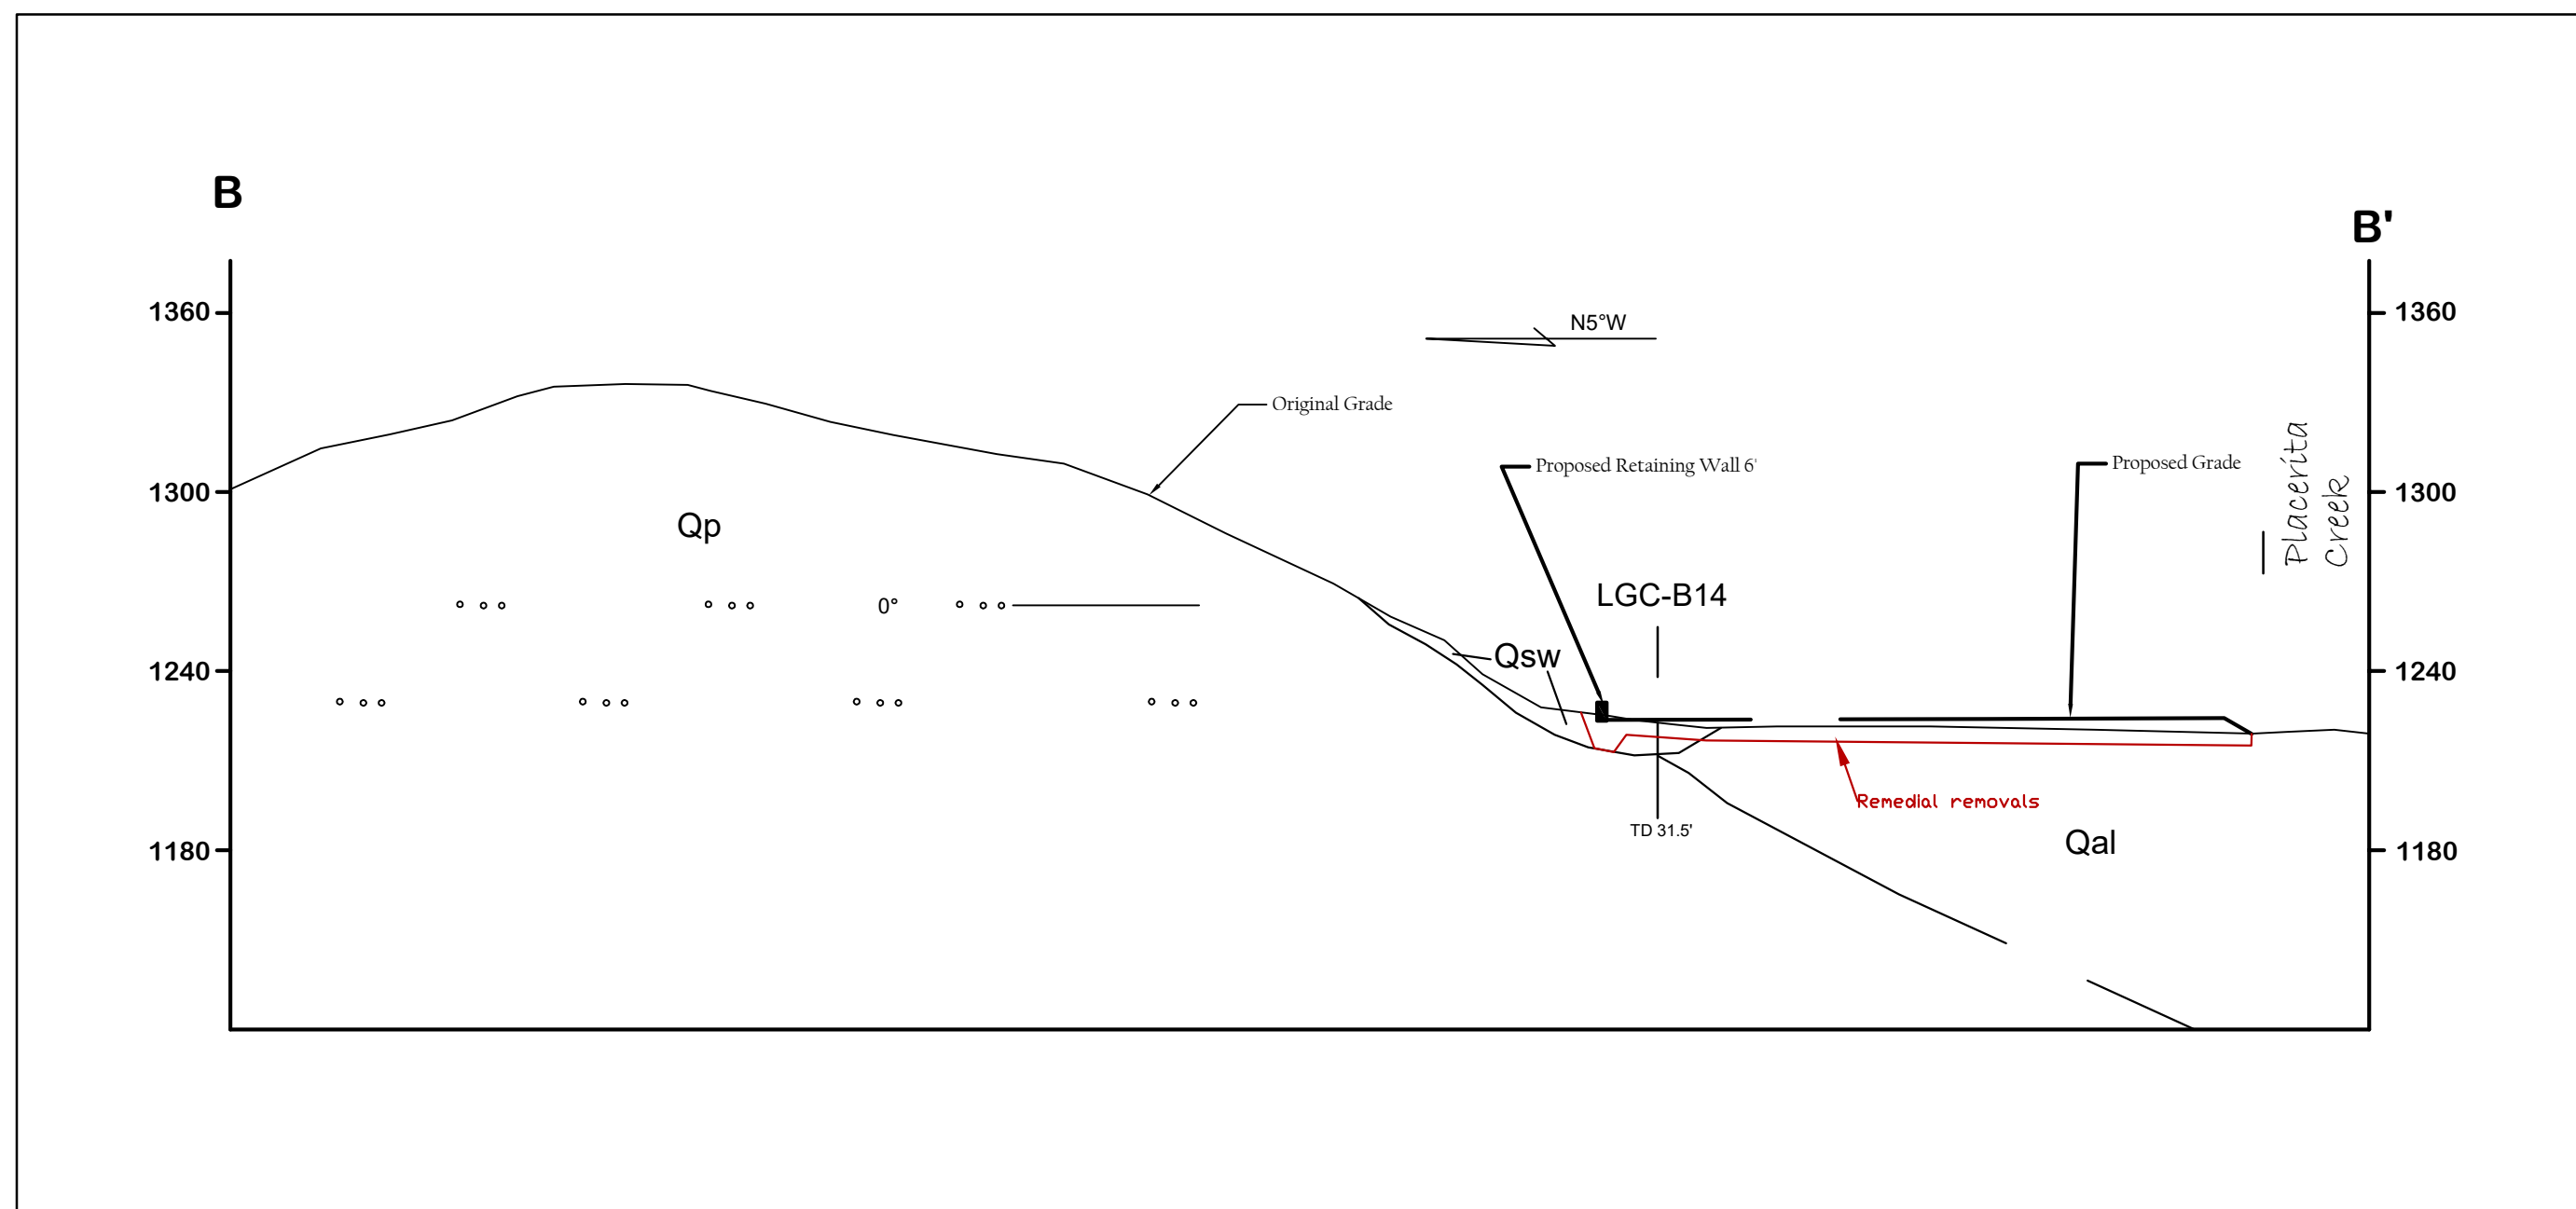 B
B'
1360
1360
N5°W
Original Grade
Proposed Retaining Wall 6'
Proposed Grade
Placerita
Creek
1300
1300
Qp
LGC-B14
0°
Qsw
1240
1240
Remedial removals
TD 31.5'
Qal
1180
1180